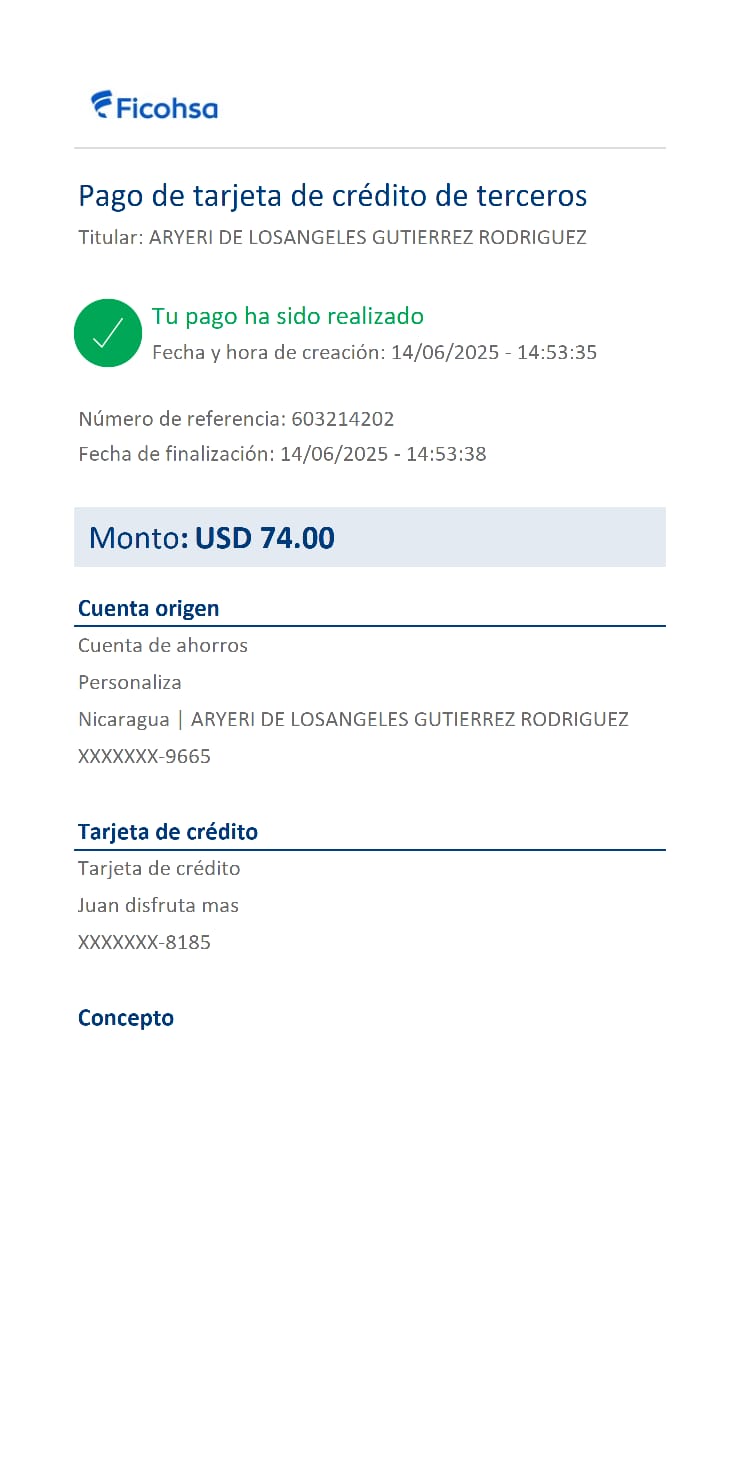 Ficohsa
Pago de tarjeta de crédito de terceros
Titular: ARYERI DE LOSANGELES GUTIERREZ RODRIGUEZ
Tu pago ha sido realizado
Fecha y hora de creación: 14/06/2025 - 14:53:35
Número de referencia: 603214202
Fecha de finalización: 14/06/2025 - 14:53:38
Monto: USD 74.00
Cuenta origen
Cuenta de ahorros
Personaliza
Nicaragua | ARYERI DE LOSANGELES GUTIERREZ RODRIGUEZ
XXXXXXX-9665
Tarjeta de crédito
Tarjeta de crédito
Juan disfruta mas
XXXXXXX-8185
Concepto